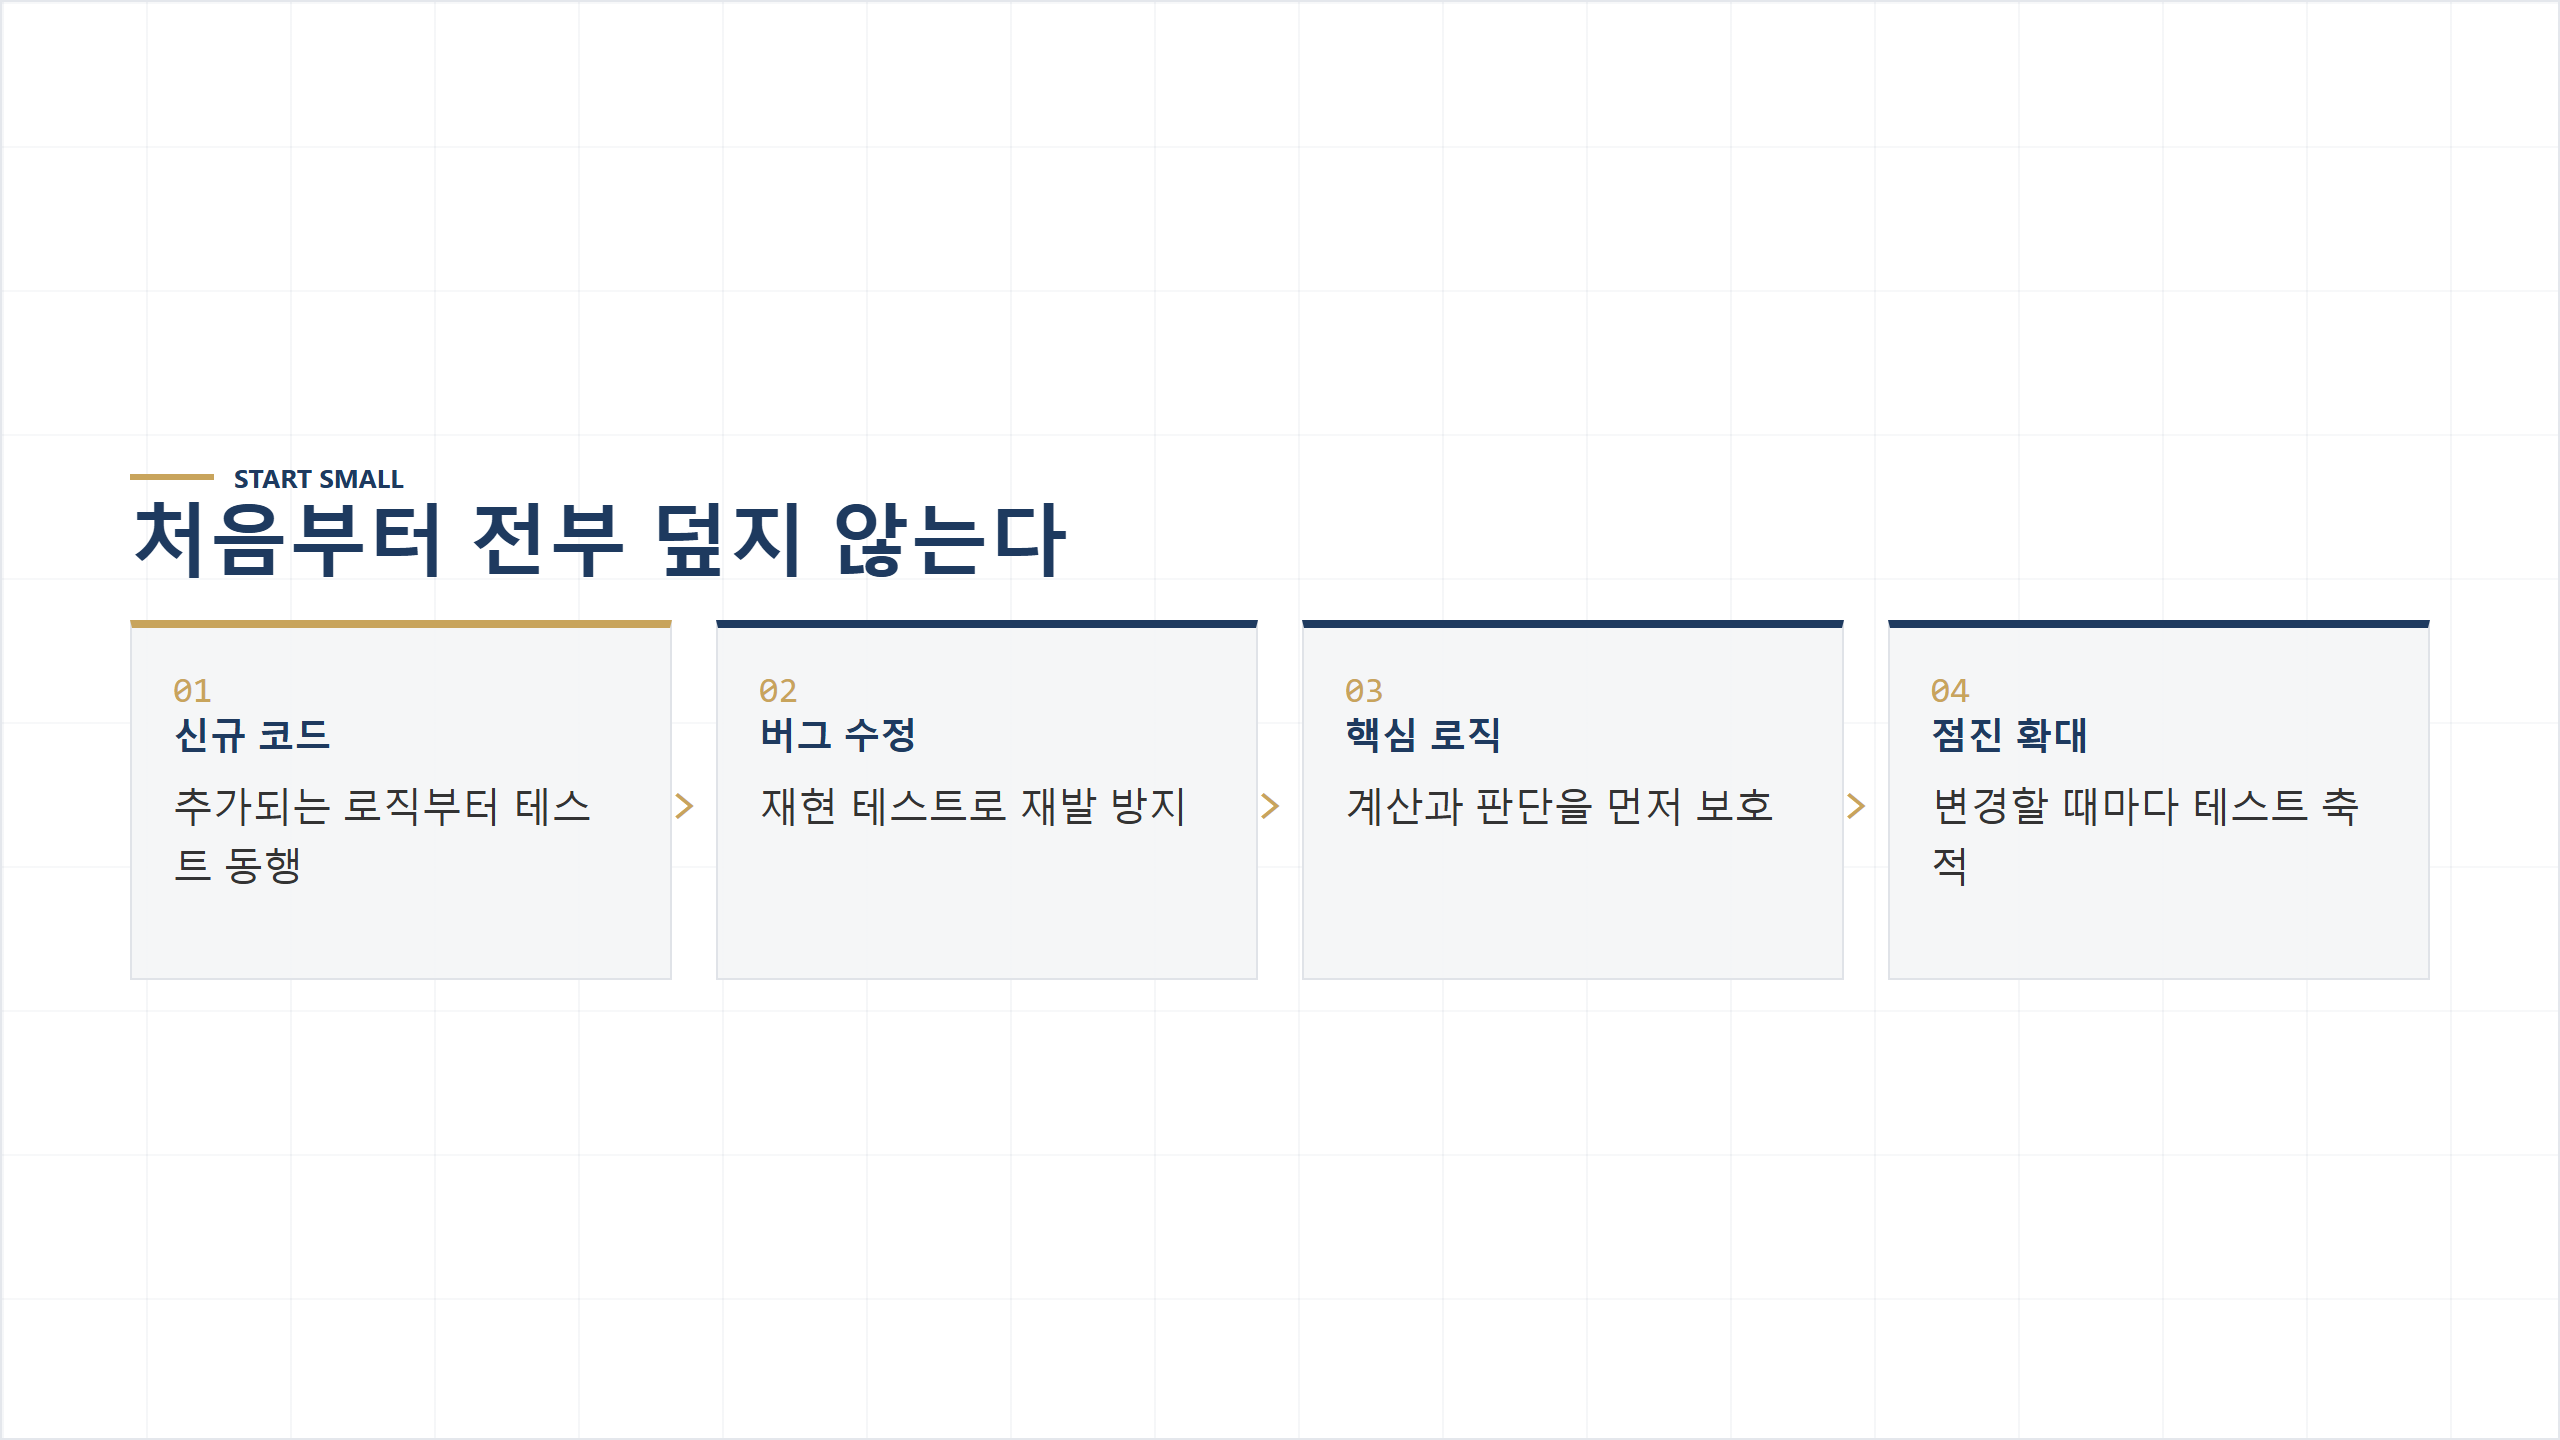 START SMALL
처음부터 전부 덮지 않는다
01
신규 코드
추가되는 로직부터 테스
트 동행
>
02
버그 수정
재현 테스트로 재발 방지
>
03
핵심 로직
계산과 판단을 먼저 보호
>
04
점진 확대
변경할 때마다 테스트 축
적